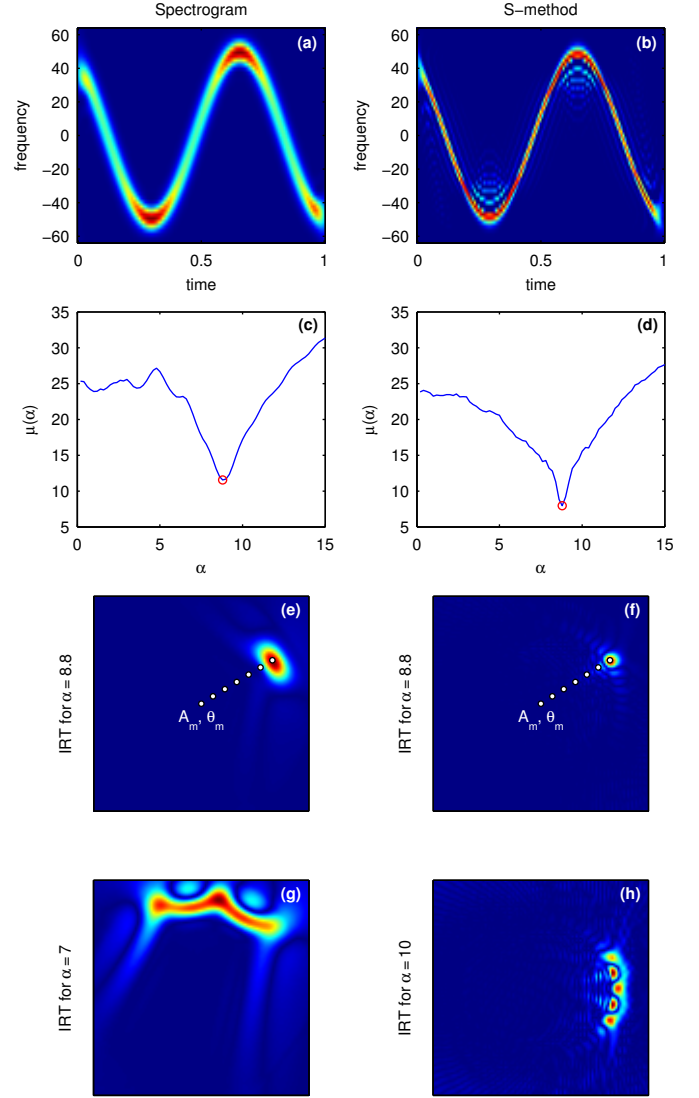 Spectrogram
S−method
(a)
(b)
frequency
60
40
20
0
−20
−40
−60
frequency
60
40
20
0
−20
−40
−60
0
0.5
1
0
0.5
1
time
time
(c)
(d)
μ(α)
35
30
25
20
15
10
5
μ(α)
35
30
25
20
15
10
5
0
5
10
15
0
5
10
15
α
α
(e)
(f)
IRT for α = 8.8
IRT for α = 8.8
A_m, θ_m
A_m, θ_m
(g)
(h)
IRT for α = 7
IRT for α = 10